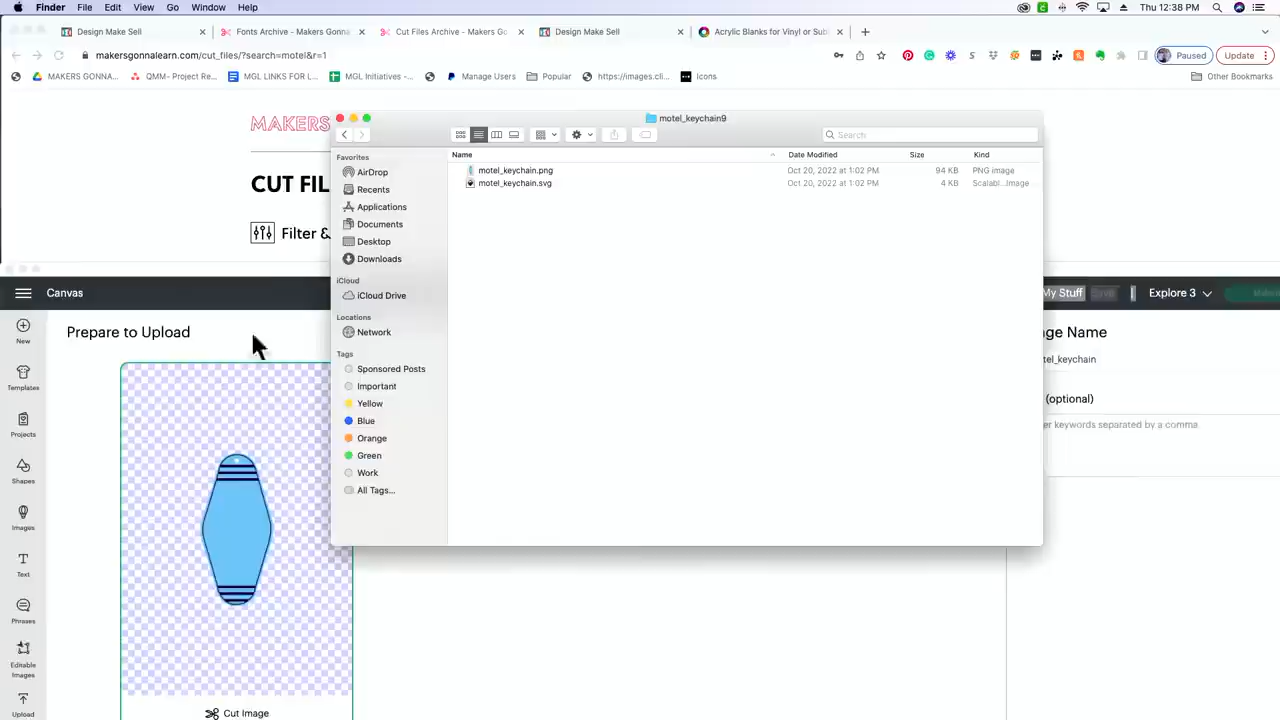 Finder File Edit View Go Window Help Thu 12:38 PM
Design Make Sell Fonts Archive - Makers Gonna Cut Files Archive - Makers Go Design Make Sell Acrylic Blanks for Vinyl or Sub
makersgonnalearn.com/cut_files/?search=motel&r=1 Paused Update
MAKERS GONNA... QMM- Project Re... MGL LINKS FOR L... MGL Initiatives -... Manage Users Popular https://images.cli... Icons Other Bookmarks
MAKERS
CUT FIL
Filter &
motel_keychain9
Search
Favorites
AirDrop
Recents
Applications
Documents
Desktop
Downloads
iCloud
iCloud Drive
Locations
Network
Tags
Sponsored Posts
Important
Yellow
Blue
Orange
Green
Work
All Tags...
Name Date Modified Size Kind
motel_keychain.png Oct 20, 2022 at 1:02 PM 94 KB PNG image
motel_keychain.svg Oct 20, 2022 at 1:02 PM 4 KB Scalabl...Image
Canvas My Stuff Save Explore 3
New
Templates
Projects
Shapes
Images
Text
Phrases
Editable
Images
Upload
Prepare to Upload
Cut Image
ge Name
tel_keychain
(optional)
er keywords separated by a comma